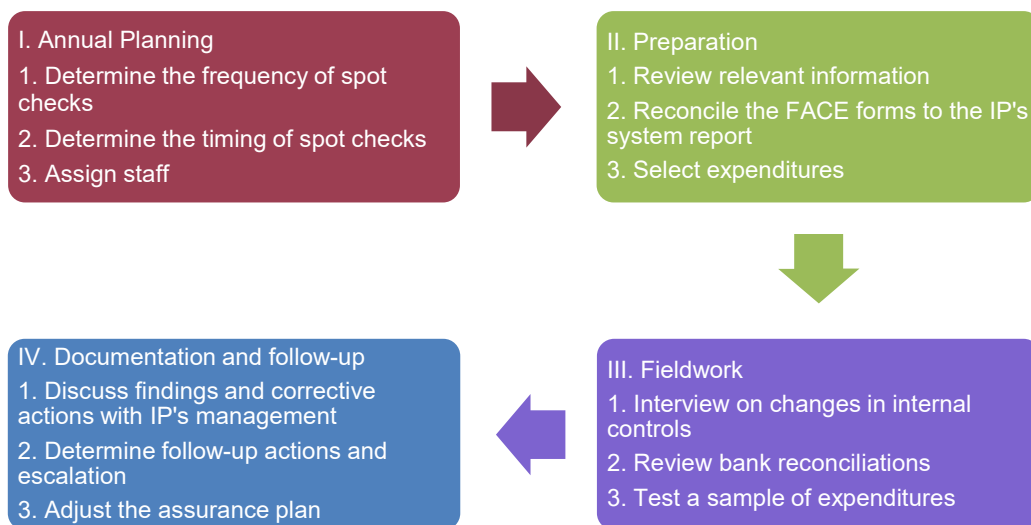 I. Annual Planning
1. Determine the frequency of spot
checks
2. Determine the timing of spot checks
3. Assign staff
II. Preparation
1. Review relevant information
2. Reconcile the FACE forms to the IP's
system report
3. Select expenditures
III. Fieldwork
1. Interview on changes in internal
controls
2. Review bank reconciliations
3. Test a sample of expenditures
IV. Documentation and follow-up
1. Discuss findings and corrective
actions with IP's management
2. Determine follow-up actions and
escalation
3. Adjust the assurance plan